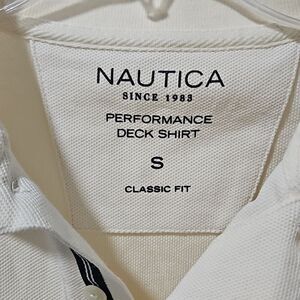 NAUTICA
SINCE 1983
PERFORMANCE
DECK SHIRT
S
CLASSIC FIT